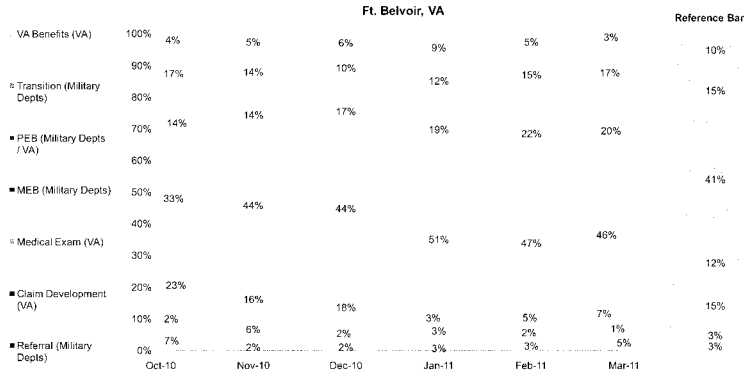 Ft. Belvoir, VA
Reference Bar
VA Benefits (VA)
Transition (Military Depts)
PEB (Military Depts / VA)
MEB (Military Depts)
Medical Exam (VA)
Claim Development (VA)
Referral (Military Depts)
100%
90%
80%
70%
60%
50%
40%
30%
20%
10%
0%
4% 5% 6% 9% 5% 3% 10%
17% 14% 10% 12% 15% 17% 15%
14% 14% 17% 19% 22% 20%
33% 44% 44% 51% 47% 46% 41%
23% 16% 18% 3% 5% 7% 12%
2% 6% 2% 3% 2% 1% 15%
7% 2% 2% 3% 3% 5% 3%
3%
Oct-10 Nov-10 Dec-10 Jan-11 Feb-11 Mar-11